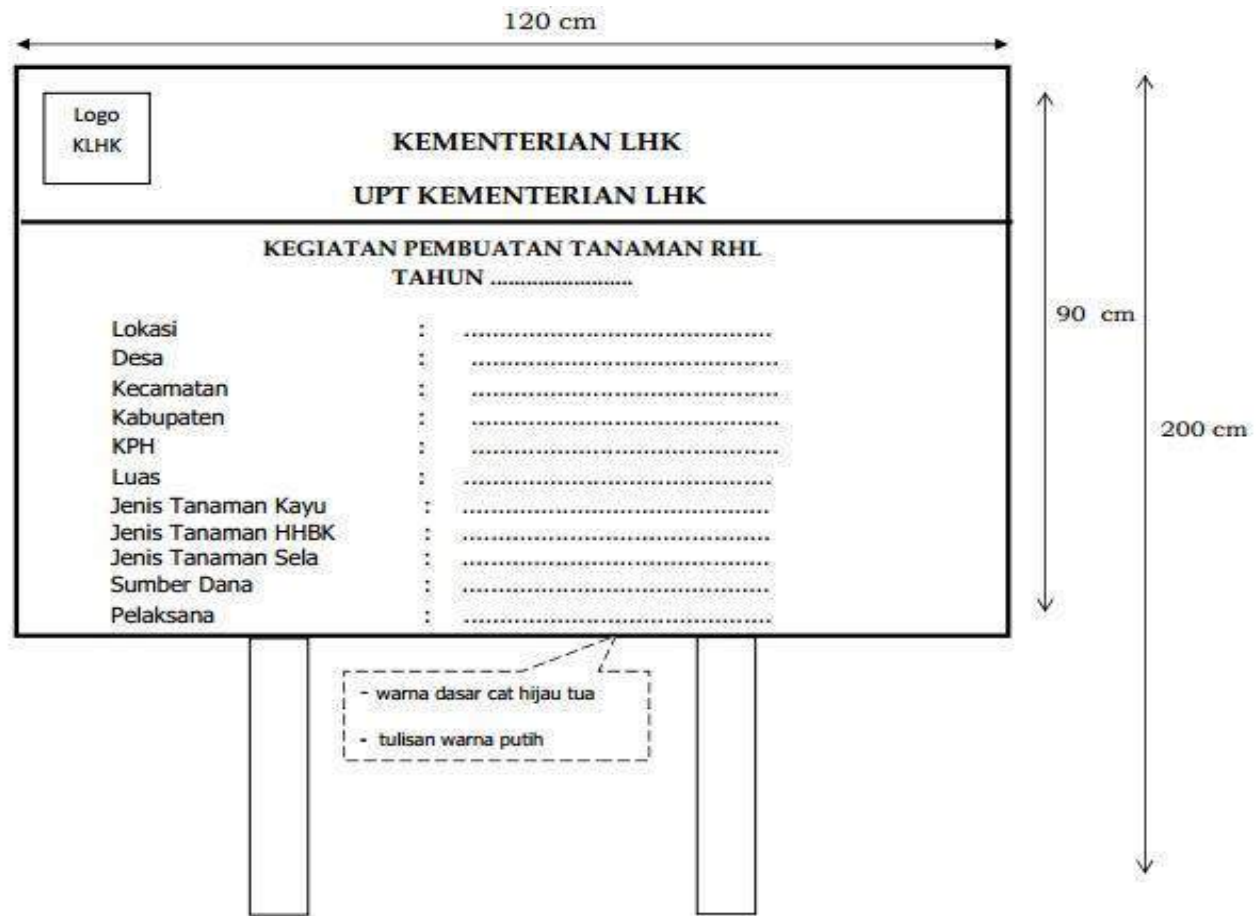 120 cm
Logo
KLHK
KEMENTERIAN LHK
UPT KEMENTERIAN LHK
KEGIATAN PEMBUATAN TANAMAN RHL
TAHUN ........................
Lokasi : ..................................................
Desa : ..................................................
Kecamatan : ..................................................
Kabupaten : ..................................................
KPH : ..................................................
Luas : ..................................................
Jenis Tanaman Kayu : ..................................................
Jenis Tanaman HHBK : ..................................................
Jenis Tanaman Sela : ..................................................
Sumber Dana : ..................................................
Pelaksana : ..................................................
90 cm
200 cm
- warna dasar cat hijau tua
- tulisan warna putih